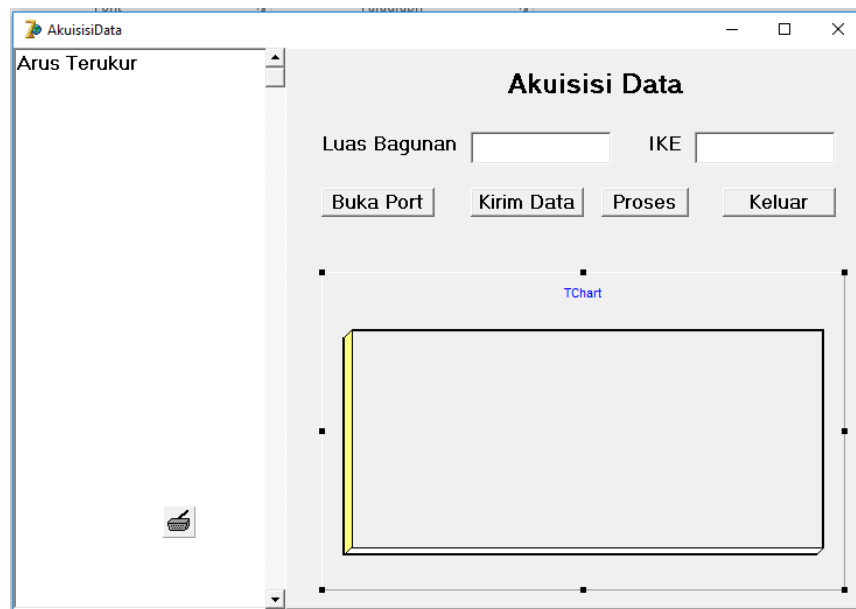 AkuisisiData
Arus Terukur
Akuisisi Data
Luas Bagunan
IKE
Buka Port
Kirim Data
Proses
Keluar
TChart